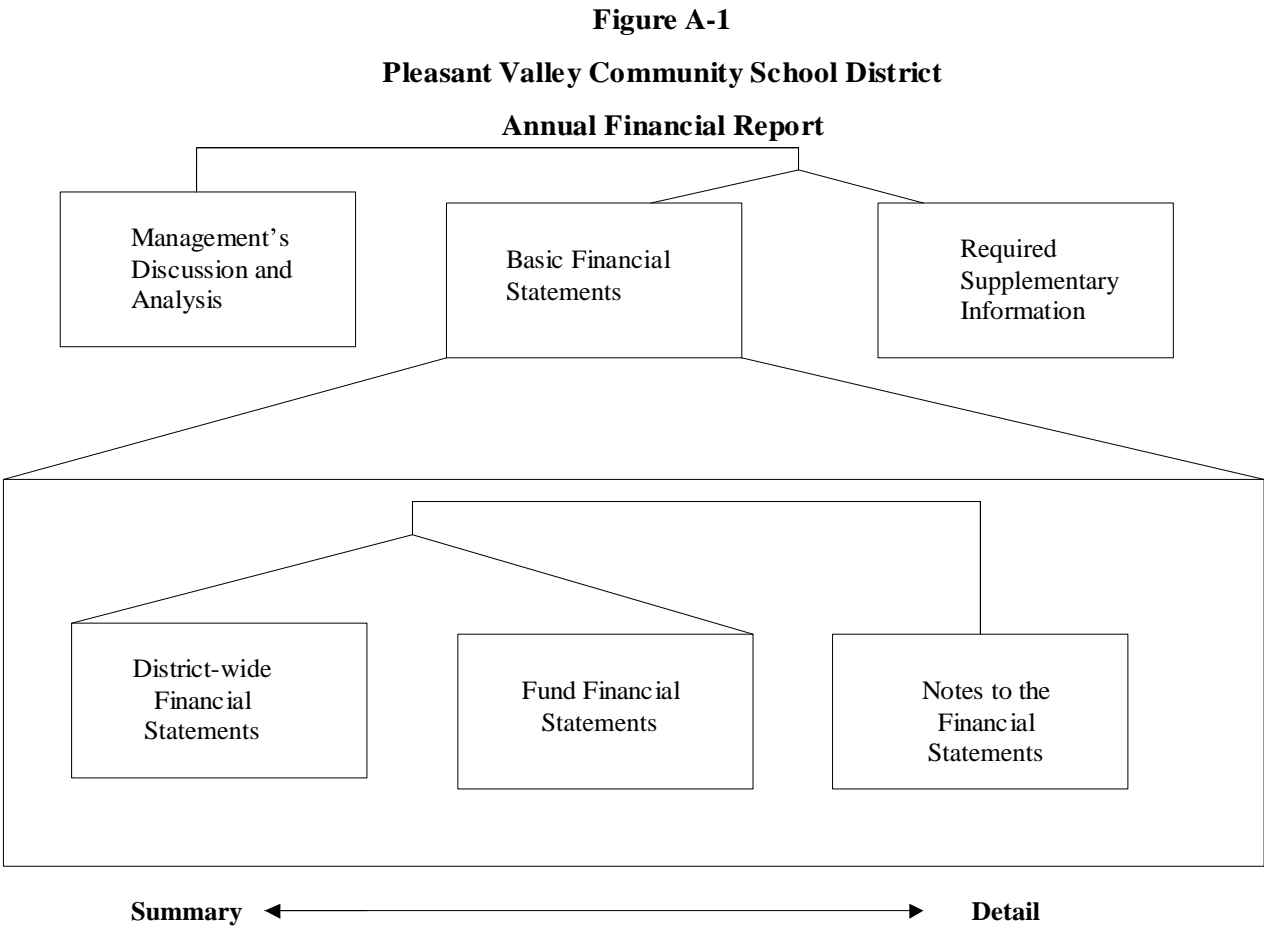 Figure A-1
Pleasant Valley Community School District
Annual Financial Report
Management’s
Discussion and
Analysis
Basic Financial
Statements
Required
Supplementary
Information
District-wide
Financial
Statements
Fund Financial
Statements
Notes to the
Financial
Statements
Summary
Detail